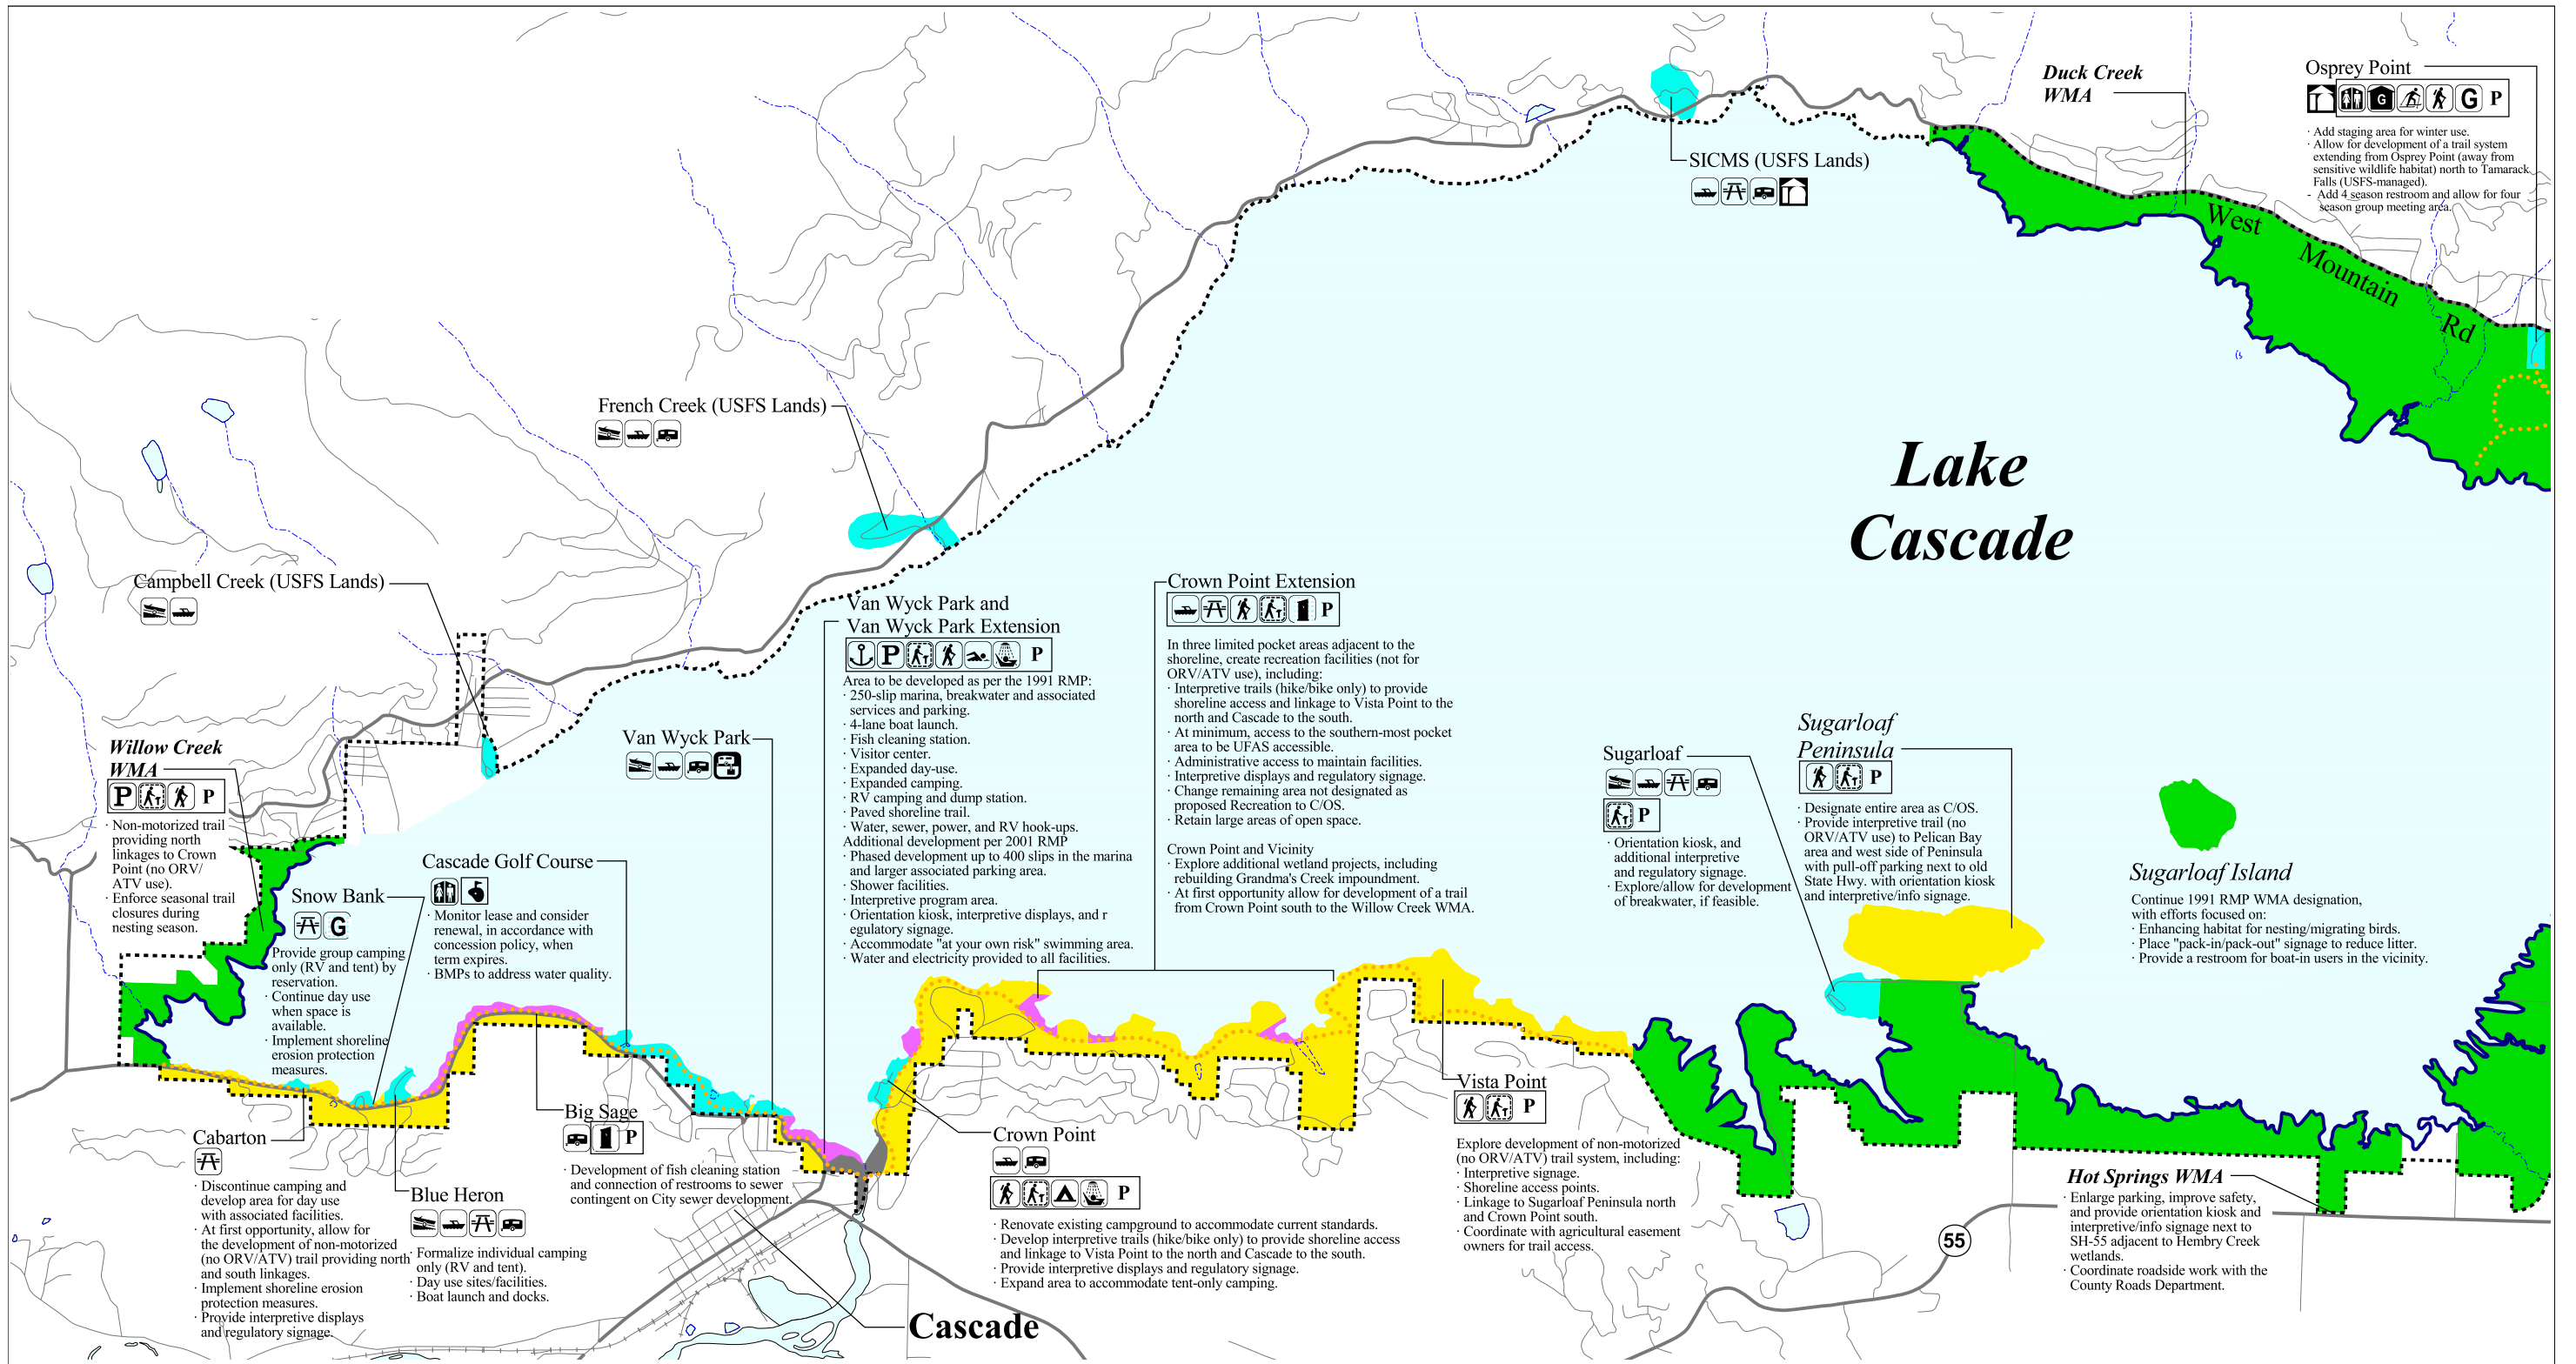 Duck Creek
WMA
Osprey Point
G
G
P
· Add staging area for winter use.
· Allow for development of a trail system
extending from Osprey Point (away from
sensitive wildlife habitat) north to Tamarack
Falls (USFS-managed).
- Add 4 season restroom and allow for four
season group meeting area.
SICMS (USFS Lands)
West
Mountain
Rd
French Creek (USFS Lands)
Lake
Cascade
Campbell Creek (USFS Lands)
Van Wyck Park and
Van Wyck Park Extension
P
P
Area to be developed as per the 1991 RMP:
· 250-slip marina, breakwater and associated
services and parking.
· 4-lane boat launch.
· Fish cleaning station.
· Visitor center.
· Expanded day-use.
· Expanded camping.
· RV camping and dump station.
· Paved shoreline trail.
· Water, sewer, power, and RV hook-ups.
Additional development per 2001 RMP
· Phased development up to 400 slips in the marina
and larger associated parking area.
· Shower facilities.
· Interpretive program area.
· Orientation kiosk, interpretive displays, and r
egulatory signage.
· Accommodate "at your own risk" swimming area.
· Water and electricity provided to all facilities.
Crown Point Extension
P
In three limited pocket areas adjacent to the
shoreline, create recreation facilities (not for
ORV/ATV use), including:
· Interpretive trails (hike/bike only) to provide
shoreline access and linkage to Vista Point to the
north and Cascade to the south.
· At minimum, access to the southern-most pocket
area to be UFAS accessible.
· Administrative access to maintain facilities.
· Interpretive displays and regulatory signage.
· Change remaining area not designated as
proposed Recreation to C/OS.
· Retain large areas of open space.
Crown Point and Vicinity
· Explore additional wetland projects, including
rebuilding Grandma's Creek impoundment.
· At first opportunity allow for development of a trail
from Crown Point south to the Willow Creek WMA.
Van Wyck Park
Willow Creek
WMA
P
P
· Non-motorized trail
providing north
linkages to Crown
Point (no ORV/
ATV use).
· Enforce seasonal trail
closures during
nesting season.
Snow Bank
G
Provide group camping
only (RV and tent) by
reservation.
· Continue day use
when space is
available.
· Implement shoreline
erosion protection
measures.
Cascade Golf Course
· Monitor lease and consider
renewal, in accordance with
concession policy, when
term expires.
· BMPs to address water quality.
Sugarloaf
P
· Orientation kiosk, and
additional interpretive
and regulatory signage.
· Explore/allow for development
of breakwater, if feasible.
Sugarloaf
Peninsula
P
· Designate entire area as C/OS.
· Provide interpretive trail (no
ORV/ATV use) to Pelican Bay
area and west side of Peninsula
with pull-off parking next to old
State Hwy. with orientation kiosk
and interpretive/info signage.
Sugarloaf Island
Continue 1991 RMP WMA designation,
with efforts focused on:
· Enhancing habitat for nesting/migrating birds.
· Place "pack-in/pack-out" signage to reduce litter.
· Provide a restroom for boat-in users in the vicinity.
Cabarton
· Discontinue camping and
develop area for day use
with associated facilities.
· At first opportunity, allow for
the development of non-motorized
(no ORV/ATV) trail providing north
and south linkages.
· Implement shoreline erosion
protection measures.
· Provide interpretive displays
and regulatory signage.
Blue Heron
· Formalize individual camping
only (RV and tent).
· Day use sites/facilities.
· Boat launch and docks.
Big Sage
P
· Development of fish cleaning station
and connection of restrooms to sewer
contingent on City sewer development.
Crown Point
P
· Renovate existing campground to accommodate current standards.
· Develop interpretive trails (hike/bike only) to provide shoreline access
and linkage to Vista Point to the north and Cascade to the south.
· Provide interpretive displays and regulatory signage.
· Expand area to accommodate tent-only camping.
Vista Point
P
Explore development of non-motorized
(no ORV/ATV) trail system, including:
· Interpretive signage.
· Shoreline access points.
· Linkage to Sugarloaf Peninsula north
and Crown Point south.
· Coordinate with agricultural easement
owners for trail access.
Hot Springs WMA
· Enlarge parking, improve safety,
and provide orientation kiosk and
interpretive/info signage next to
SH-55 adjacent to Hembry Creek
wetlands.
· Coordinate roadside work with the
County Roads Department.
55
Cascade